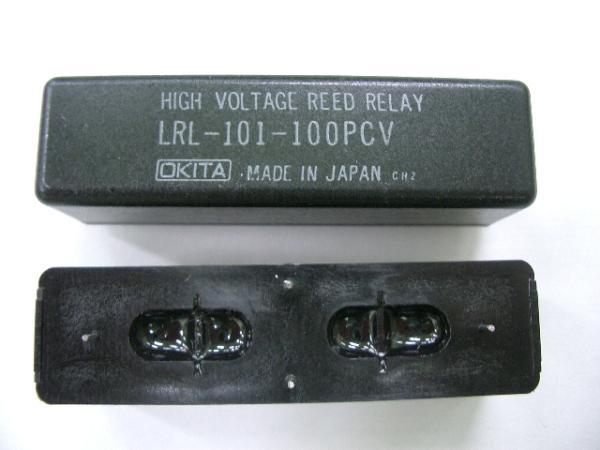 HIGH VOLTAGE REED RELAY
LRL-101-100PCV
OKITA MADE IN JAPAN CH2